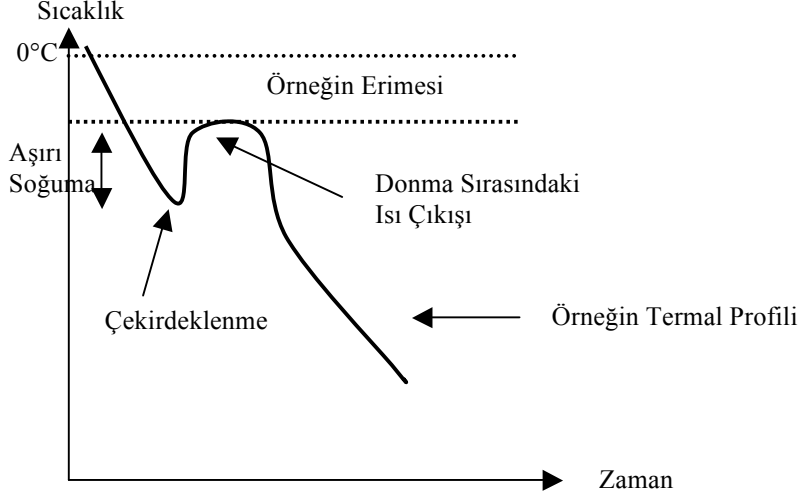 Sıcaklık
0°C
Örneğin Erimesi
Aşırı
Soğuma
Donma Sırasındaki
Isı Çıkışı
Çekirdeklenme
Örneğin Termal Profili
Zaman